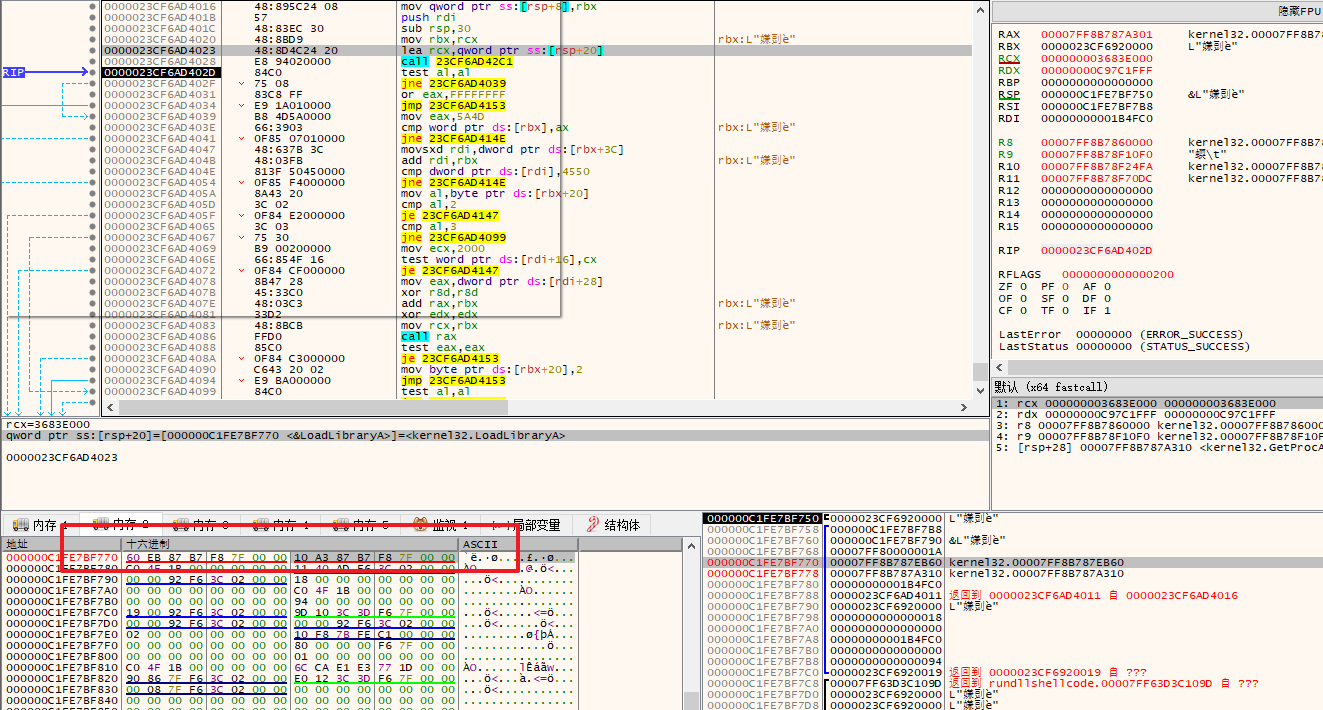 隐藏FPU
0000023CF6AD4016 48:895C24 08 mov qword ptr ss:[rsp+8],rbx
0000023CF6AD401B 57 push rdi
0000023CF6AD401C 48:83EC 30 sub rsp,30
0000023CF6AD4020 48:8BD9 mov rbx,rcx rbx:L"嫌到è"
0000023CF6AD4023 48:8D4C24 20 lea rcx,qword ptr ss:[rsp+20]
0000023CF6AD4028 E8 94020000 call 23CF6AD42C1
RIP 0000023CF6AD402D 84C0 test al,al
0000023CF6AD402F 75 08 jne 23CF6AD4039
0000023CF6AD4031 83C8 FF or eax,FFFFFFFF
0000023CF6AD4034 E9 1A010000 jmp 23CF6AD4153
0000023CF6AD4039 B8 4D5A0000 mov eax,5A4D
0000023CF6AD403E 66:3903 cmp word ptr ds:[rbx],ax rbx:L"嫌到è"
0000023CF6AD4041 0F85 07010000 jne 23CF6AD414E
0000023CF6AD4047 48:637B 3C movsxd rdi,dword ptr ds:[rbx+3C]
0000023CF6AD404B 48:03FB add rdi,rbx rbx:L"嫌到è"
0000023CF6AD404E 813F 50450000 cmp dword ptr ds:[rdi],4550
0000023CF6AD4054 0F85 F4000000 jne 23CF6AD414E
0000023CF6AD405A 8A43 20 mov al,byte ptr ds:[rbx+20]
0000023CF6AD405D 3C 02 cmp al,2
0000023CF6AD405F 0F84 E2000000 je 23CF6AD4147
0000023CF6AD4065 3C 03 cmp al,3
0000023CF6AD4067 75 30 jne 23CF6AD4099
0000023CF6AD4069 B9 00200000 mov ecx,2000
0000023CF6AD406E 66:854F 16 test word ptr ds:[rdi+16],cx
0000023CF6AD4072 0F84 CF000000 je 23CF6AD4147
0000023CF6AD4078 8B47 28 mov eax,dword ptr ds:[rdi+28]
0000023CF6AD407B 45:33C0 xor r8d,r8d
0000023CF6AD407E 48:03C3 add rax,rbx rbx:L"嫌到è"
0000023CF6AD4081 33D2 xor edx,edx
0000023CF6AD4083 48:8BCB mov rcx,rbx rbx:L"嫌到è"
0000023CF6AD4086 FFD0 call rax
0000023CF6AD4088 85C0 test eax,eax
0000023CF6AD408A 0F84 C3000000 je 23CF6AD4153
0000023CF6AD4090 C643 20 02 mov byte ptr ds:[rbx+20],2
0000023CF6AD4094 E9 BA000000 jmp 23CF6AD4153
0000023CF6AD4099 84C0 test al,al
RAX 00007FF8B787A301 kernel32.00007FF8B78
RBX 0000023CF6920000 L"嫌到è"
RCX 000000003683E000
RDX 00000000C97C1FFF
RBP 0000000000000000
RSP 000000C1FE7BF750 &L"嫌到è"
RSI 000000C1FE7BF7B8
RDI 00000000001B4FC0
R8 00007FF8B7860000 kernel32.00007FF8B78
R9 00007FF8B78F10F0
R10 00007FF8B78F24FA kernel32.00007FF8B78
R11 00007FF8B78F70DC kernel32.00007FF8B78
R12 0000000000000000
R13 0000000000000000
R14 0000000000000000
R15 0000000000000000
RIP 0000023CF6AD402D
RFLAGS 0000000000000200
ZF 0 PF 0 AF 0
OF 0 SF 0 DF 0
CF 0 TF 0 IF 1
LastError 00000000 (ERROR_SUCCESS)
LastStatus 00000000 (STATUS_SUCCESS)
默认 (x64 fastcall)
1: rcx 000000003683E000 000000003683E000
2: rdx 00000000C97C1FFF 00000000C97C1FFF
3: r8 00007FF8B7860000 kernel32.00007FF8B786000
4: r9 00007FF8B78F10F0 kernel32.00007FF8B78F10F
5: [rsp+28] 00007FF8B787A310 <kernel32.GetProcA
rcx=3683E000
qword ptr ss:[rsp+20]=[000000C1FE7BF770 <&LoadLibraryA>]=<kernel32.LoadLibraryA>
0000023CF6AD4023
内存 1 内存 2 内存 3 内存 4 内存 5 监视 1 局部变量 结构体
地址 十六进制 ASCII
000000C1FE7BF770 60 EB 87 B7 F8 7F 00 00 10 A3 87 B7 F8 7F 00 00
000000C1FE7BF780 C0 4F 1B 00 00 00 00 00 11 40 AD F6 3C 02 00 00
000000C1FE7BF790 00 00 92 F6 3C 02 00 00 18 00 00 00 00 00 00 00
000000C1FE7BF7A0 00 00 00 00 00 00 00 00 C0 4F 1B 00 00 00 00 00
000000C1FE7BF7B0 00 00 00 00 00 00 00 00 94 00 00 00 00 00 00 00
000000C1FE7BF7C0 19 00 92 F6 3C 02 00 00 9D 10 3C 3D F6 7F 00 00
000000C1FE7BF7D0 00 00 92 F6 3C 02 00 00 00 00 92 F6 3C 02 00 00
000000C1FE7BF7E0 02 00 00 00 00 00 00 00 10 F8 7B FE C1 00 00 00
000000C1FE7BF7F0 00 00 00 00 00 00 00 00 80 00 00 00 F6 7F 00 00
000000C1FE7BF800 00 00 00 00 00 00 00 00 01 00 00 00 00 00 00 00
000000C1FE7BF810 C0 4F 1B 00 00 00 00 00 6C CA E1 E3 77 1D 00 00
000000C1FE7BF820 90 86 7F F6 3C 02 00 00 E0 12 3C 3D F6 7F 00 00
000000C1FE7BF830 00 08 7F F6 3C 02 00 00 00 00 00 00 00 00 00 00
000000C1FE7BF840
000000C1FE7BF750 0000023CF6920000 L"嫌到è"
000000C1FE7BF758 000000C1FE7BF7B8
000000C1FE7BF760 000000C1FE7BF790 &L"嫌到è"
000000C1FE7BF768 00007FF80000001A
000000C1FE7BF770 00007FF8B787EB60 kernel32.00007FF8B787EB60
000000C1FE7BF778 00007FF8B787A310 kernel32.00007FF8B787A310
000000C1FE7BF780 00000000001B4FC0
000000C1FE7BF788 0000023CF6AD4011 返回到 0000023CF6AD4011 自 0000023CF6AD4016
000000C1FE7BF790 0000023CF6920000 L"嫌到è"
000000C1FE7BF798 0000000000000018
000000C1FE7BF7A0 0000000000000000
000000C1FE7BF7A8 00000000001B4FC0
000000C1FE7BF7B0 0000000000000000
000000C1FE7BF7B8 0000000000000094
000000C1FE7BF7C0 0000023CF6920019 返回到 0000023CF6920019 自 ???
000000C1FE7BF7C8 00007FF63D3C109D 返回到 rundllshellcode.00007FF63D3C109D 自 ???
000000C1FE7BF7D0 0000023CF6920000 L"嫌到è"
000000C1FE7BF7D8 0000023CF6920000 L"嫌到è"